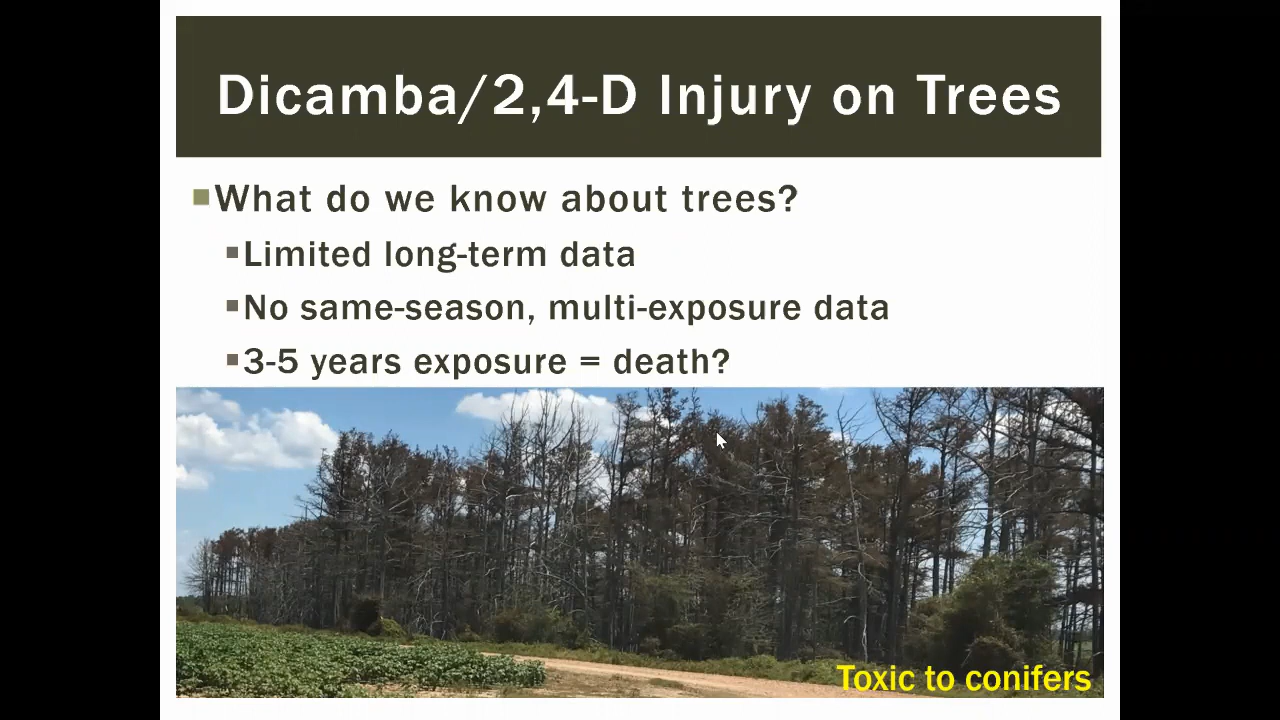 Dicamba/2,4-D Injury on Trees
What do we know about trees?
Limited long-term data
No same-season, multi-exposure data
3-5 years exposure = death?
Toxic to conifers